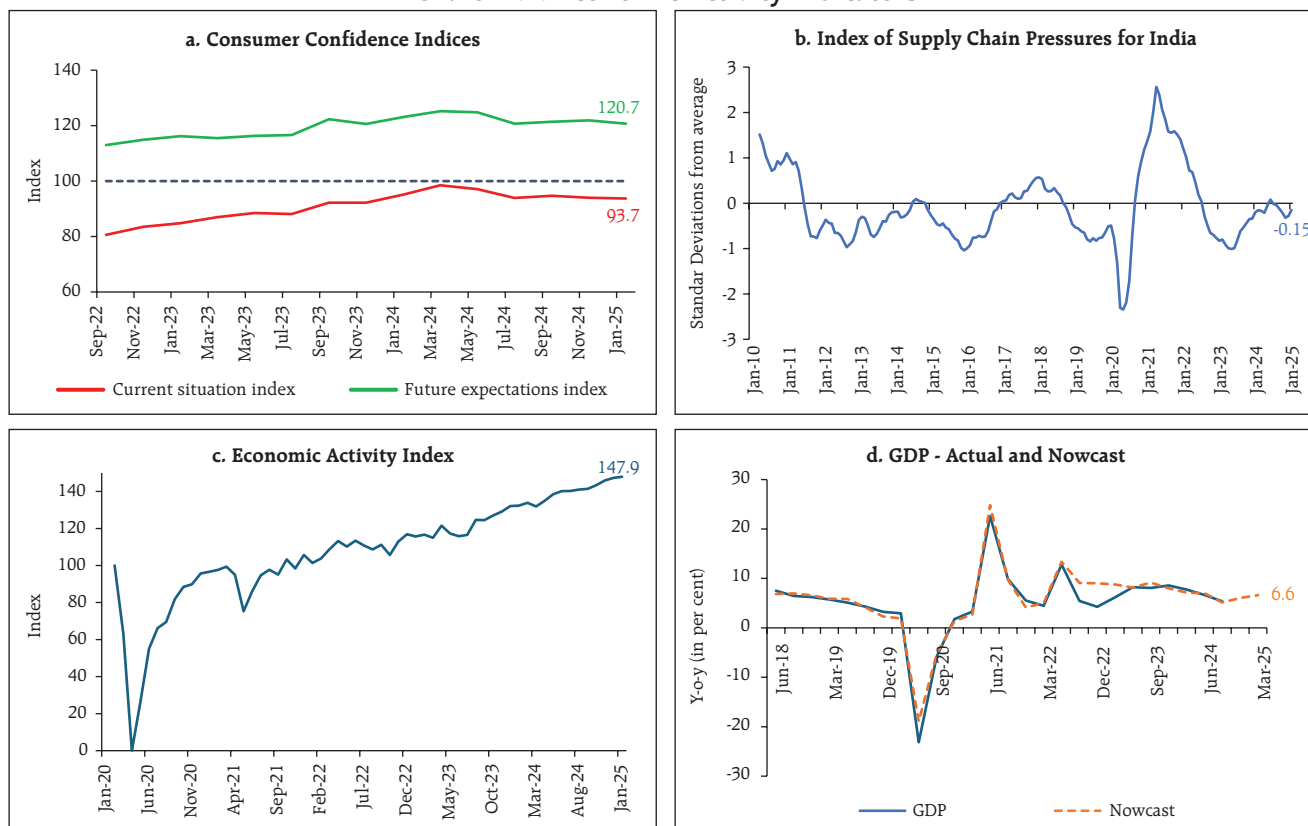 a. Consumer Confidence Indices
140
120
100
80
60
Index
120.7
93.7
Sep-22
Nov-22
Jan-23
Mar-23
May-23
Jul-23
Sep-23
Nov-23
Jan-24
Mar-24
May-24
Jul-24
Sep-24
Nov-24
Jan-25
Current situation index
Future expectations index
b. Index of Supply Chain Pressures for India
3
2
1
0
-1
-2
-3
Standar Deviations from average
-0.15
Jan-10
Jan-11
Jan-12
Jan-13
Jan-14
Jan-15
Jan-16
Jan-17
Jan-18
Jan-19
Jan-20
Jan-21
Jan-22
Jan-23
Jan-24
Jan-25
c. Economic Activity Index
147.9
140
120
100
80
60
40
20
0
Index
Jan-20
Jun-20
Nov-20
Apr-21
Sep-21
Feb-22
Jul-22
Dec-22
May-23
Oct-23
Mar-24
Aug-24
Jan-25
d. GDP - Actual and Nowcast
30
20
10
0
-10
-20
-30
Y-o-y (in per cent)
6.6
Jun-18
Mar-19
Dec-19
Sep-20
Jun-21
Mar-22
Dec-22
Sep-23
Jun-24
Mar-25
GDP
Nowcast